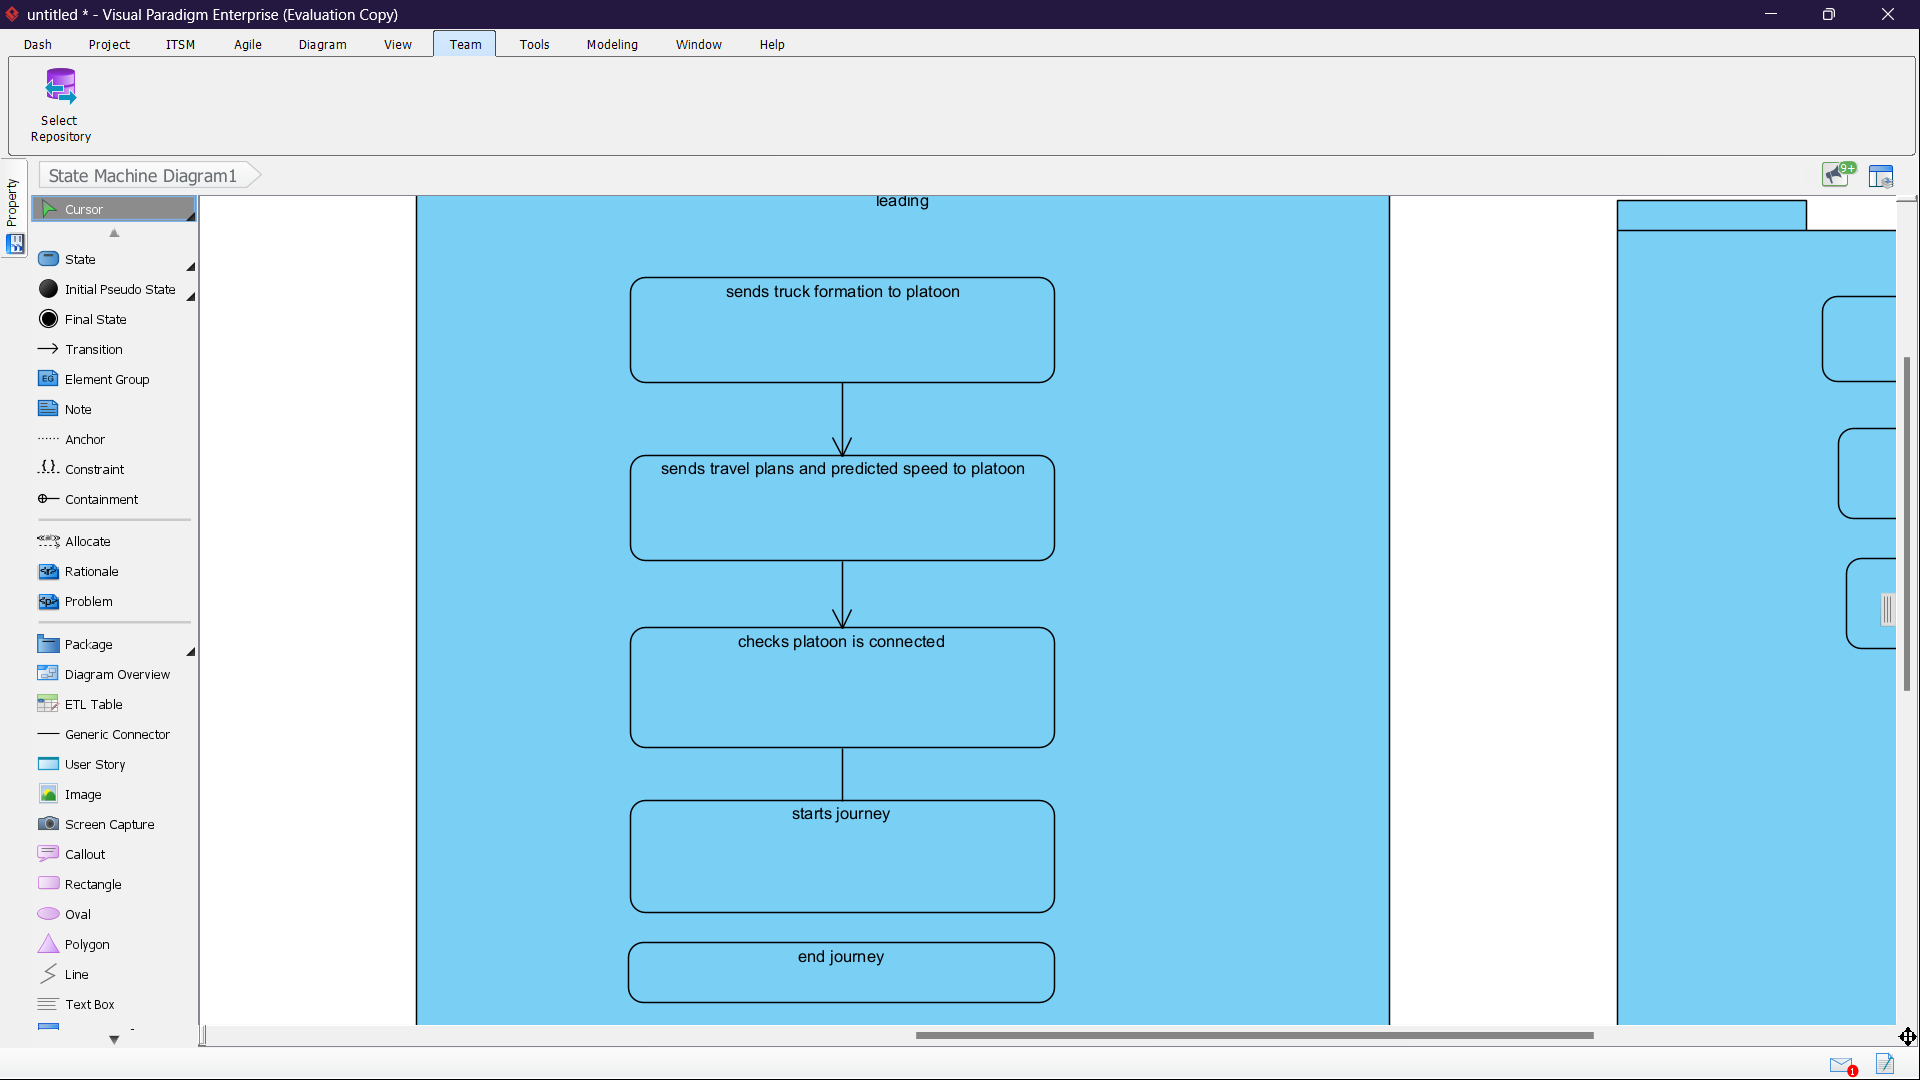 untitled * - Visual Paradigm Enterprise (Evaluation Copy)
Dash Project ITSM Agile Diagram View Team Tools Modeling Window Help
Select
Repository
Property
State Machine Diagram1
9+
Cursor
State
Initial Pseudo State
Final State
Transition
EG Element Group
Note
Anchor
{} Constraint
Containment
Allocate
<r> Rationale
<p> Problem
Package
Diagram Overview
ETL Table
Generic Connector
User Story
Image
Screen Capture
Callout
Rectangle
Oval
Polygon
Line
Text Box
leading
sends truck formation to platoon
sends travel plans and predicted speed to platoon
checks platoon is connected
starts journey
end journey
1